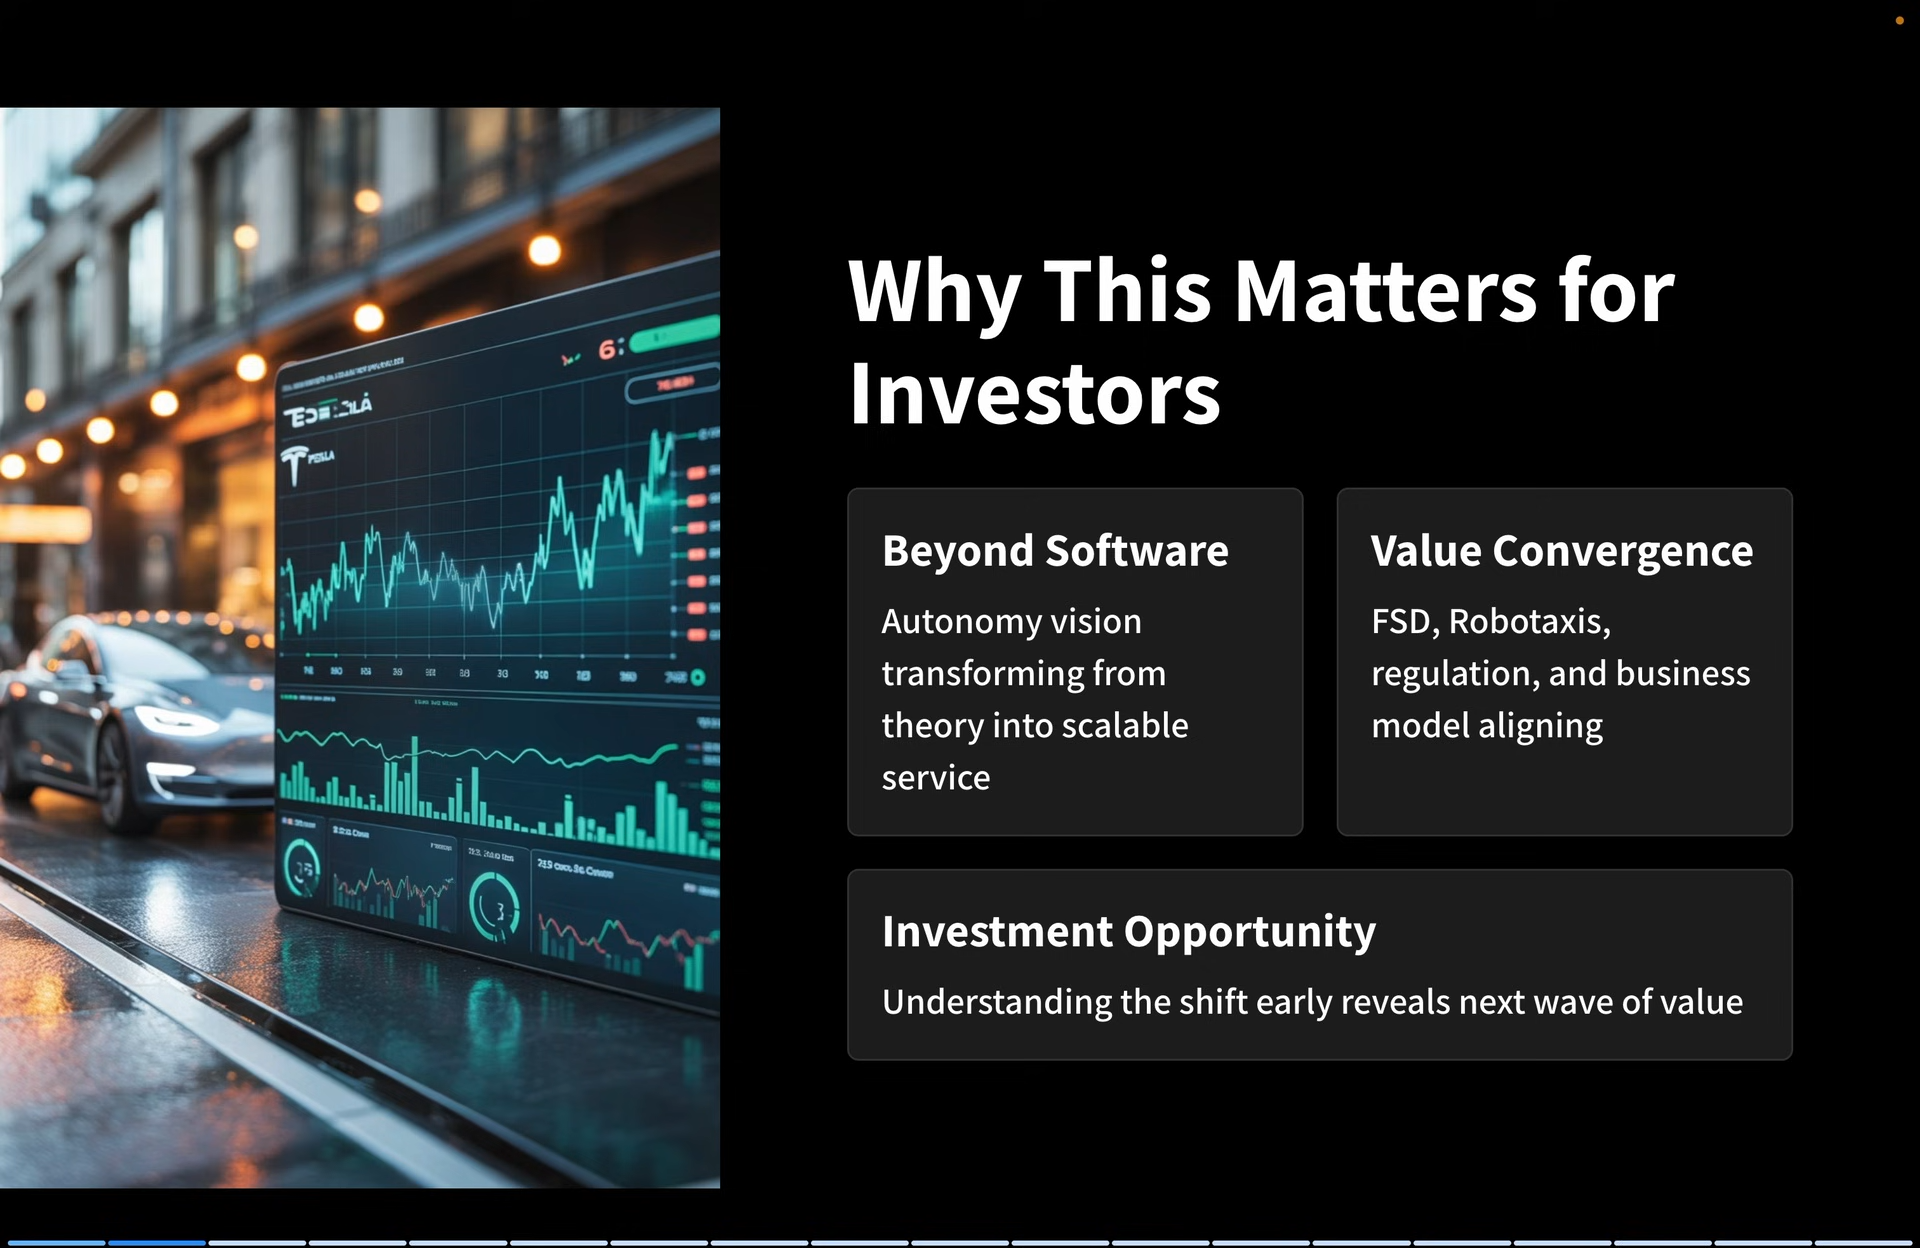 Why This Matters for
Investors
Beyond Software
Autonomy vision
transforming from
theory into scalable
service
Value Convergence
FSD, Robotaxis,
regulation, and business
model aligning
Investment Opportunity
Understanding the shift early reveals next wave of value